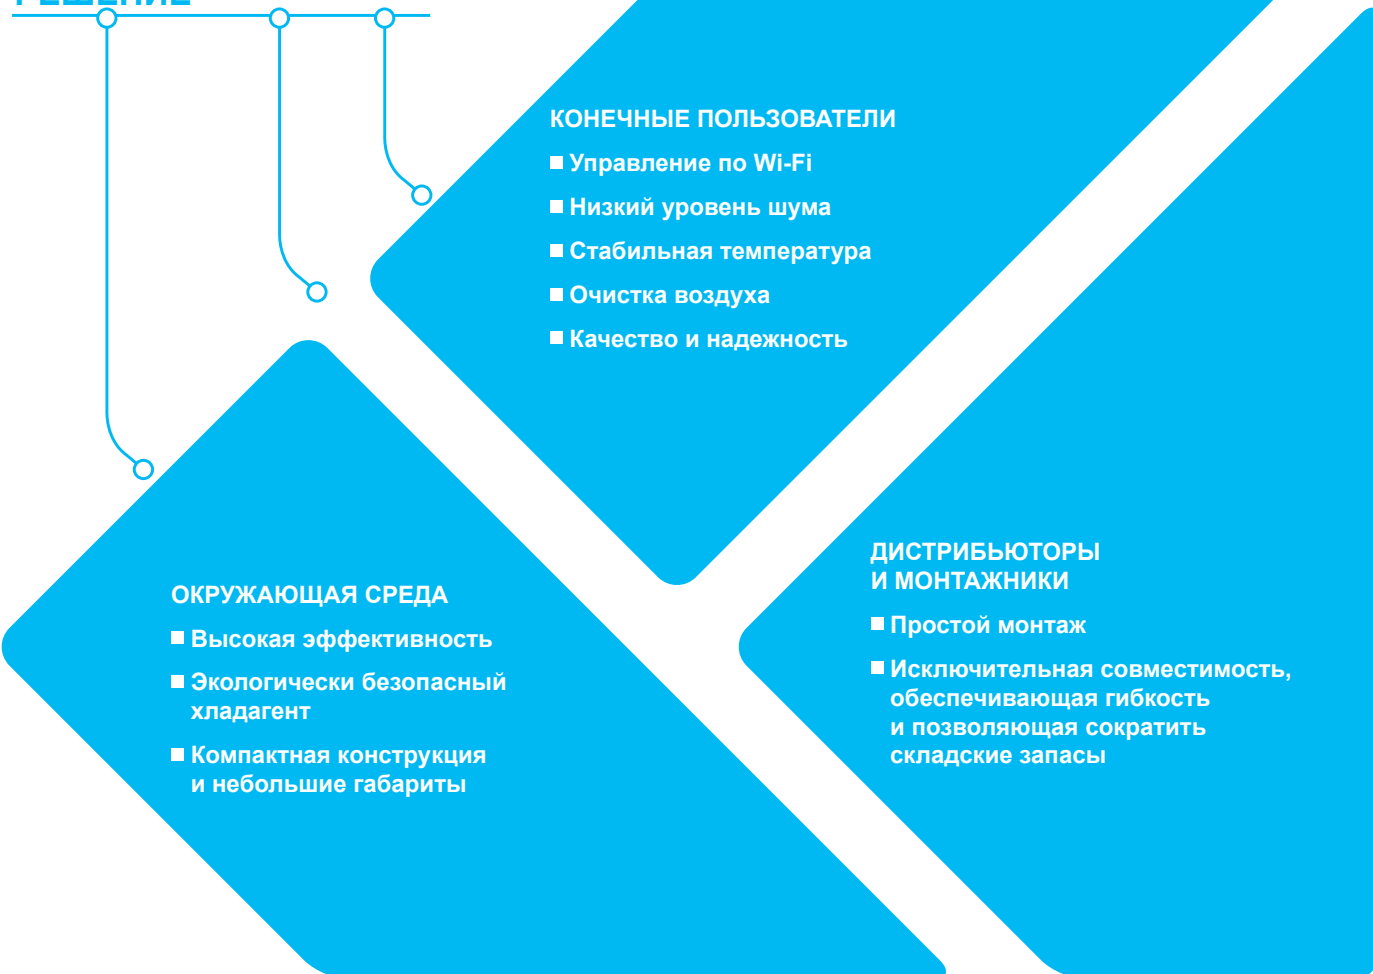 РЕШЕНИЕ
КОНЕЧНЫЕ ПОЛЬЗОВАТЕЛИ
Управление по Wi-Fi
Низкий уровень шума
Стабильная температура
Очистка воздуха
Качество и надежность
ОКРУЖАЮЩАЯ СРЕДА
Высокая эффективность
Экологически безопасный
хладагент
Компактная конструкция
и небольшие габариты
ДИСТРИБЬЮТОРЫ
И МОНТАЖНИКИ
Простой монтаж
Исключительная совместимость,
обеспечивающая гибкость
и позволяющая сократить
складские запасы